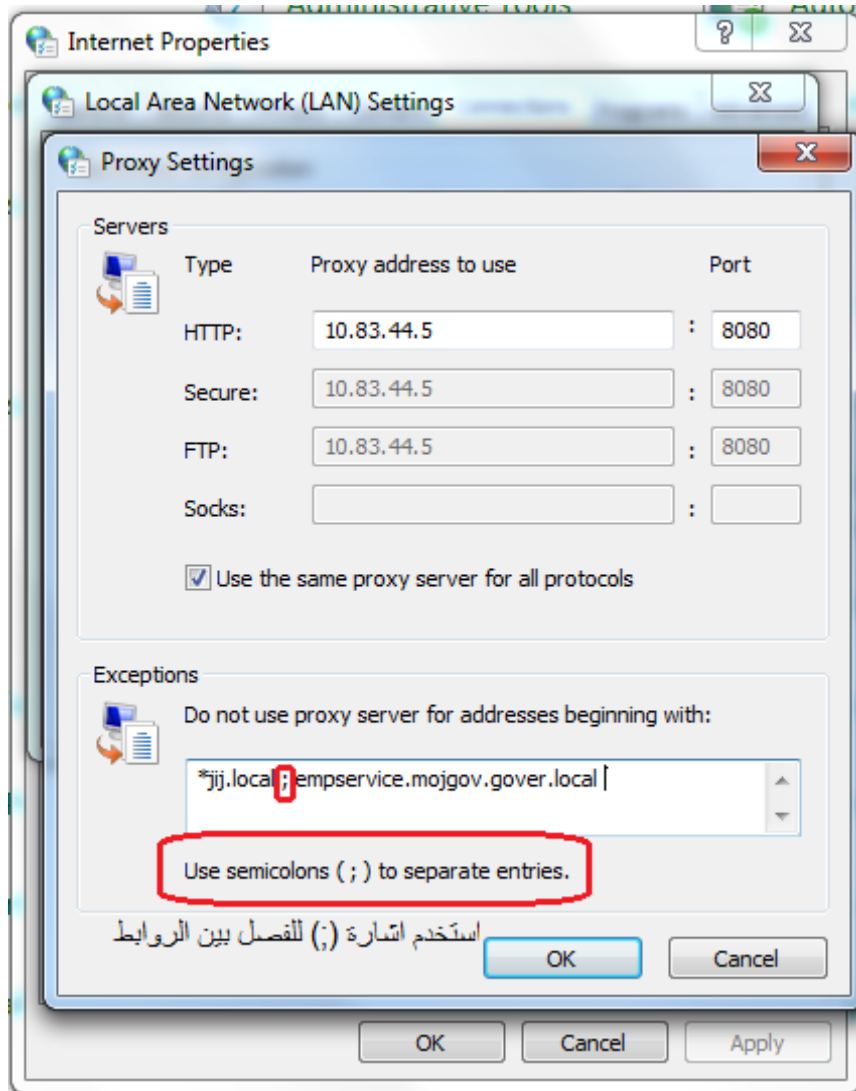 Administrative Tools
Internet Properties
Local Area Network (LAN) Settings
Proxy Settings
Servers
Type Proxy address to use Port
HTTP: 10.83.44.5 : 8080
Secure: 10.83.44.5 : 8080
FTP: 10.83.44.5 : 8080
Socks: :
Use the same proxy server for all protocols
Exceptions
Do not use proxy server for addresses beginning with:
*jij.local ; empservice.mojgov.gover.local
Use semicolons ( ; ) to separate entries.
استخدم اشارة (;) للفصل بين الروابط
OK Cancel
OK Cancel Apply